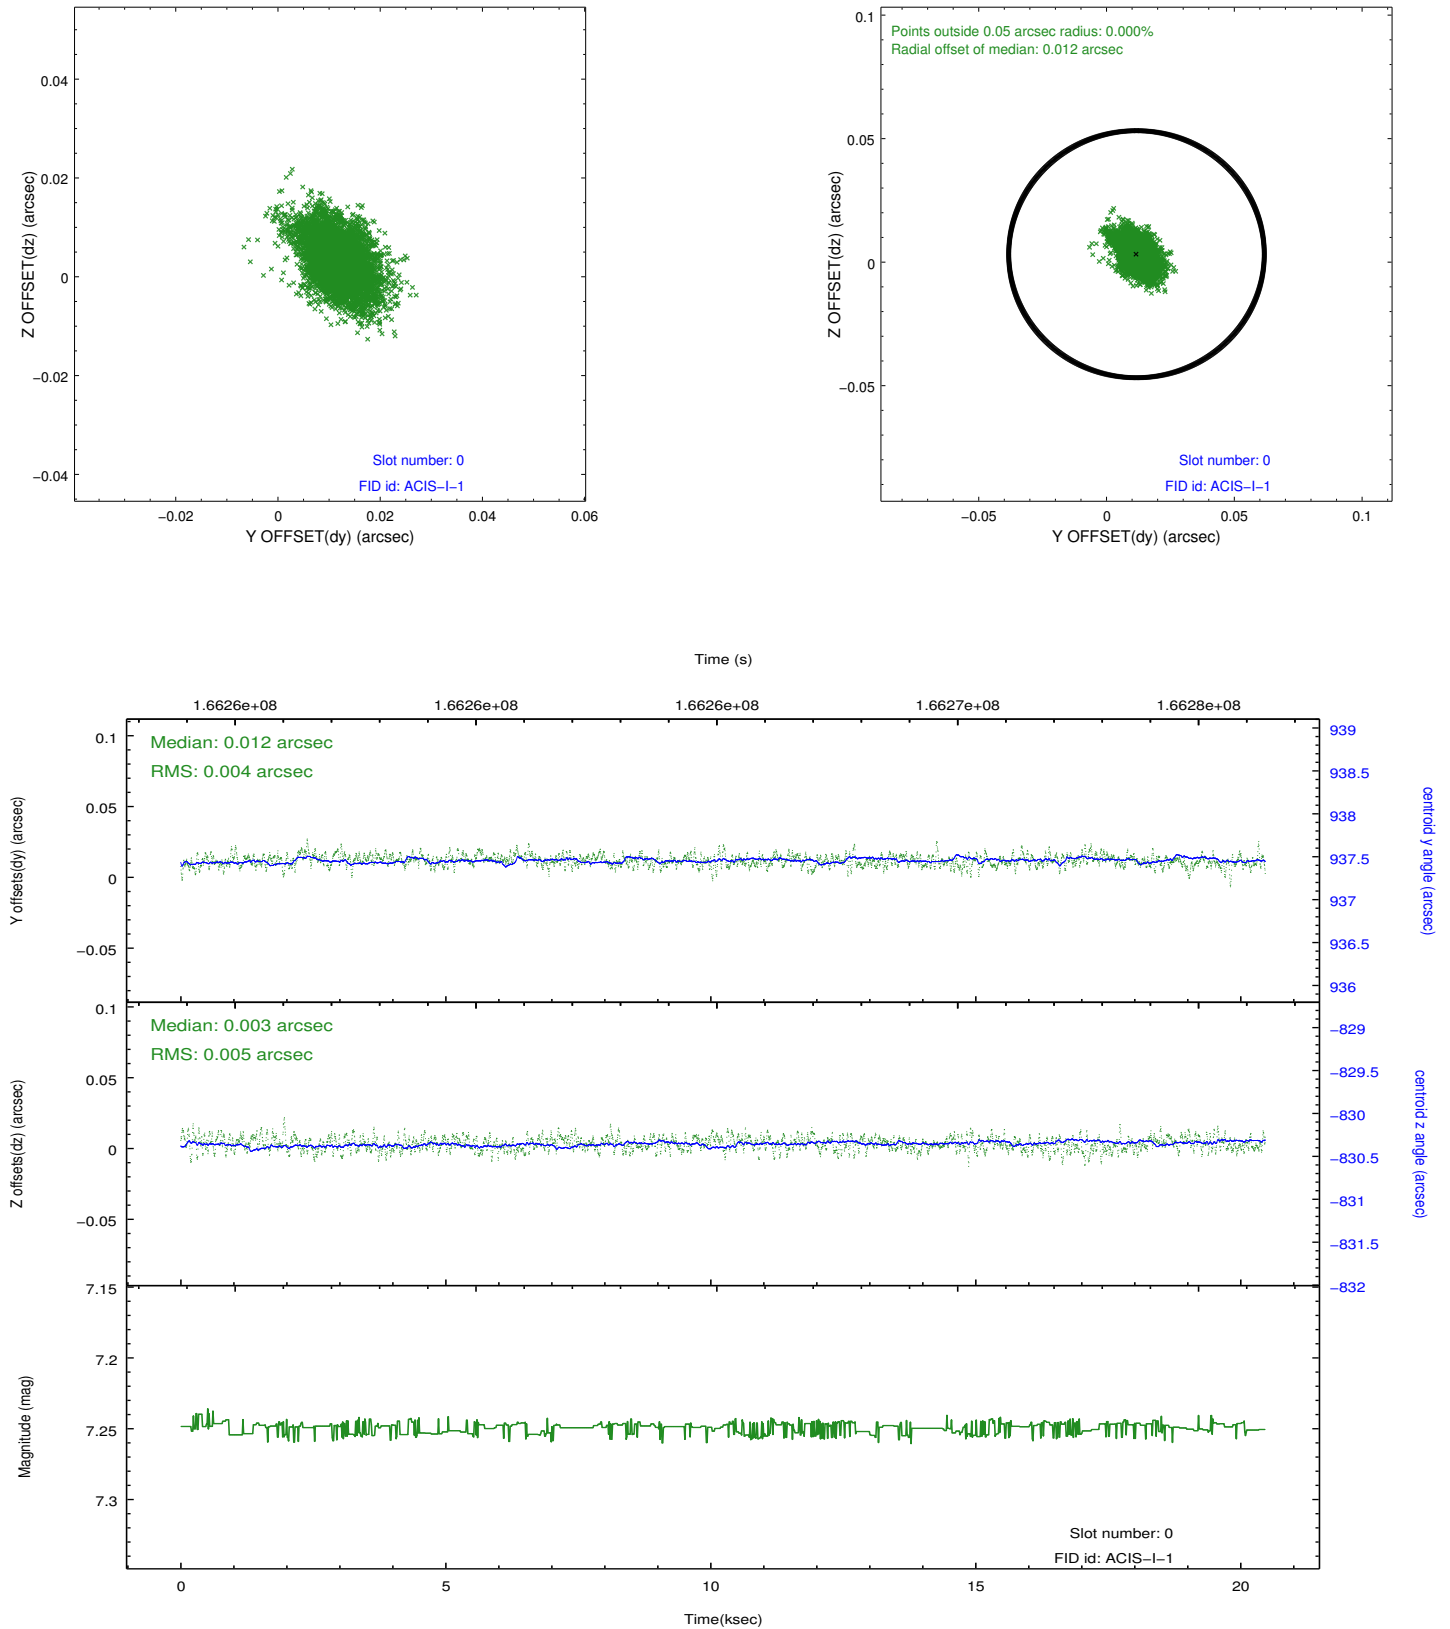 0.04
0.02
0
−0.02
−0.04
Z OFFSET(dz) (arcsec)
Slot number: 0
FID id: ACIS−I−1
−0.02 0 0.02 0.04 0.06
Y OFFSET(dy) (arcsec)
Points outside 0.05 arcsec radius: 0.000%
Radial offset of median: 0.012 arcsec
0.1
0.05
0
−0.05
Z OFFSET(dz) (arcsec)
Slot number: 0
FID id: ACIS−I−1
−0.05 0 0.05 0.1
Y OFFSET(dy) (arcsec)
Time (s)
1.6626e+08 1.6626e+08 1.6626e+08 1.6627e+08 1.6628e+08
Median: 0.012 arcsec
RMS: 0.004 arcsec
0.1
0.05
0
−0.05
Y offsets(dy) (arcsec)
939
938.5
938
937.5
937
936.5
936
centroid y angle (arcsec)
Median: 0.003 arcsec
RMS: 0.005 arcsec
0.1
0.05
0
−0.05
Z offsets(dz) (arcsec)
−829
−829.5
−830
−830.5
−831
−831.5
−832
centroid z angle (arcsec)
7.15
7.2
7.25
7.3
Magnitude (mag)
Slot number: 0
FID id: ACIS−I−1
0 5 10 15 20
Time(ksec)